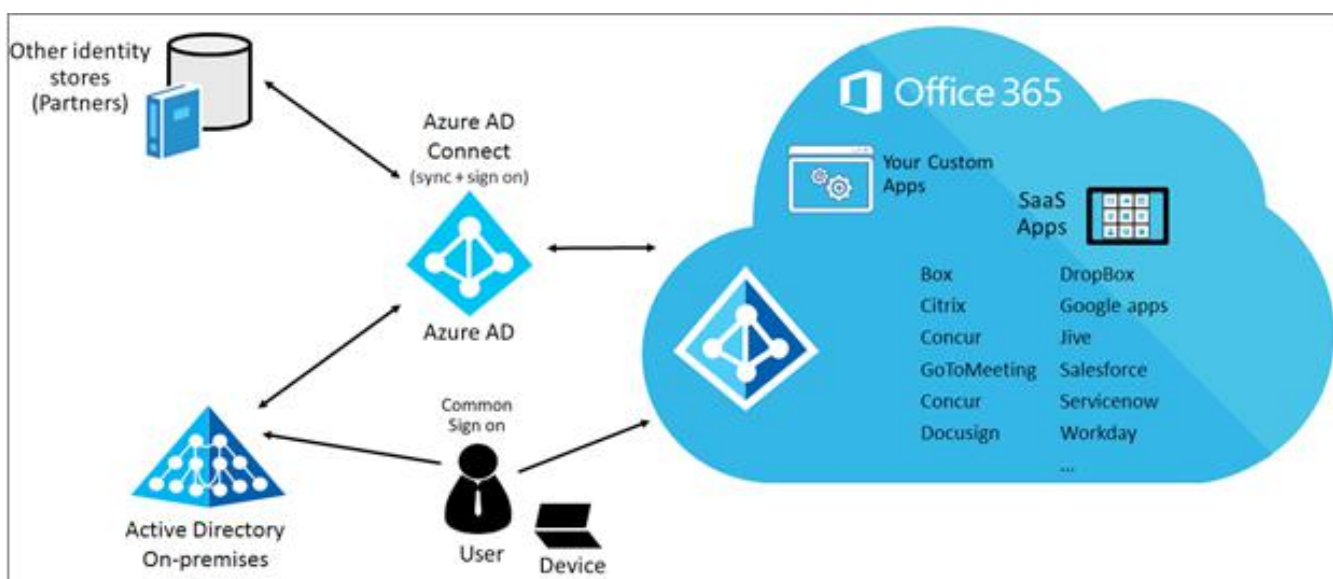 Other identity
stores
(Partners)
Azure AD
Connect
(sync + sign on)
Azure AD
Active Directory
On-premises
Common
Sign on
User
Device
Office 365
Your Custom
Apps
SaaS
Apps
Box
Citrix
Concur
GoToMeeting
Concur
Docusign
DropBox
Google apps
Jive
Salesforce
Servicenow
Workday
...